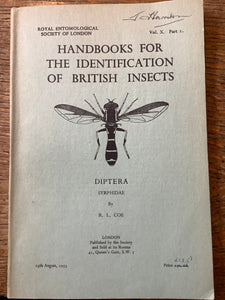 ROYAL ENTOMOLOGICAL
SOCIETY OF LONDON
Vol. X. Part 1.
HANDBOOKS FOR
THE IDENTIFICATION
OF BRITISH INSECTS
DIPTERA
SYRPHIDAE
By
R. L. COE
LONDON
Published by the Society
and Sold at its Rooms
41, Queen's Gate, S.W. 7
Price